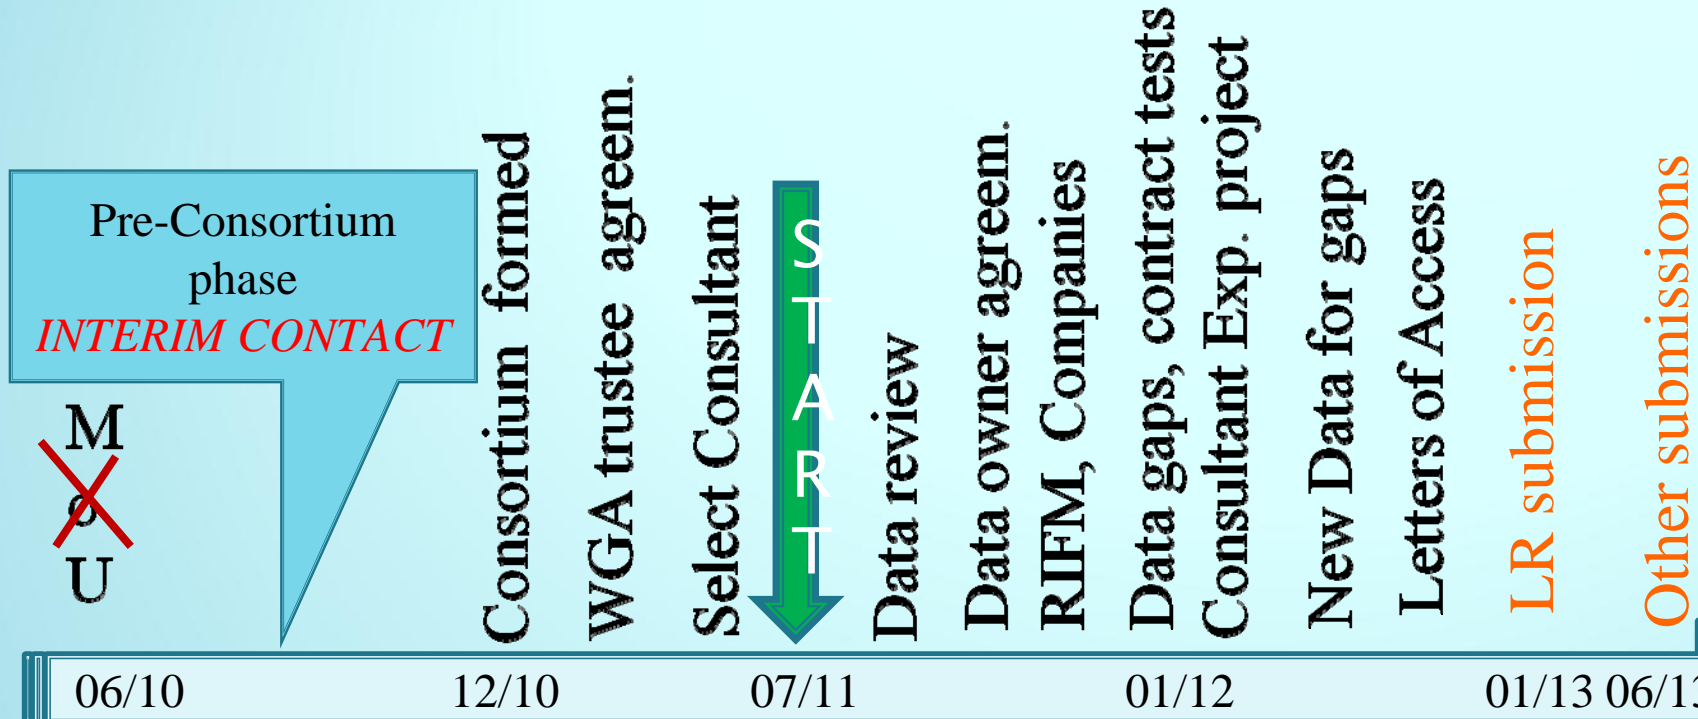 Pre-Consortium
phase
INTERIM CONTACT
M
o
U
Consortium formed
WGA trustee agreem.
Select Consultant
START
Data review
Data owner agreem.
RIFM, Companies
Data gaps, contract tests
Consultant Exp. project
New Data for gaps
Letters of Access
LR submission
Other submissions
06/10 12/10 07/11 01/12 01/13 06/13